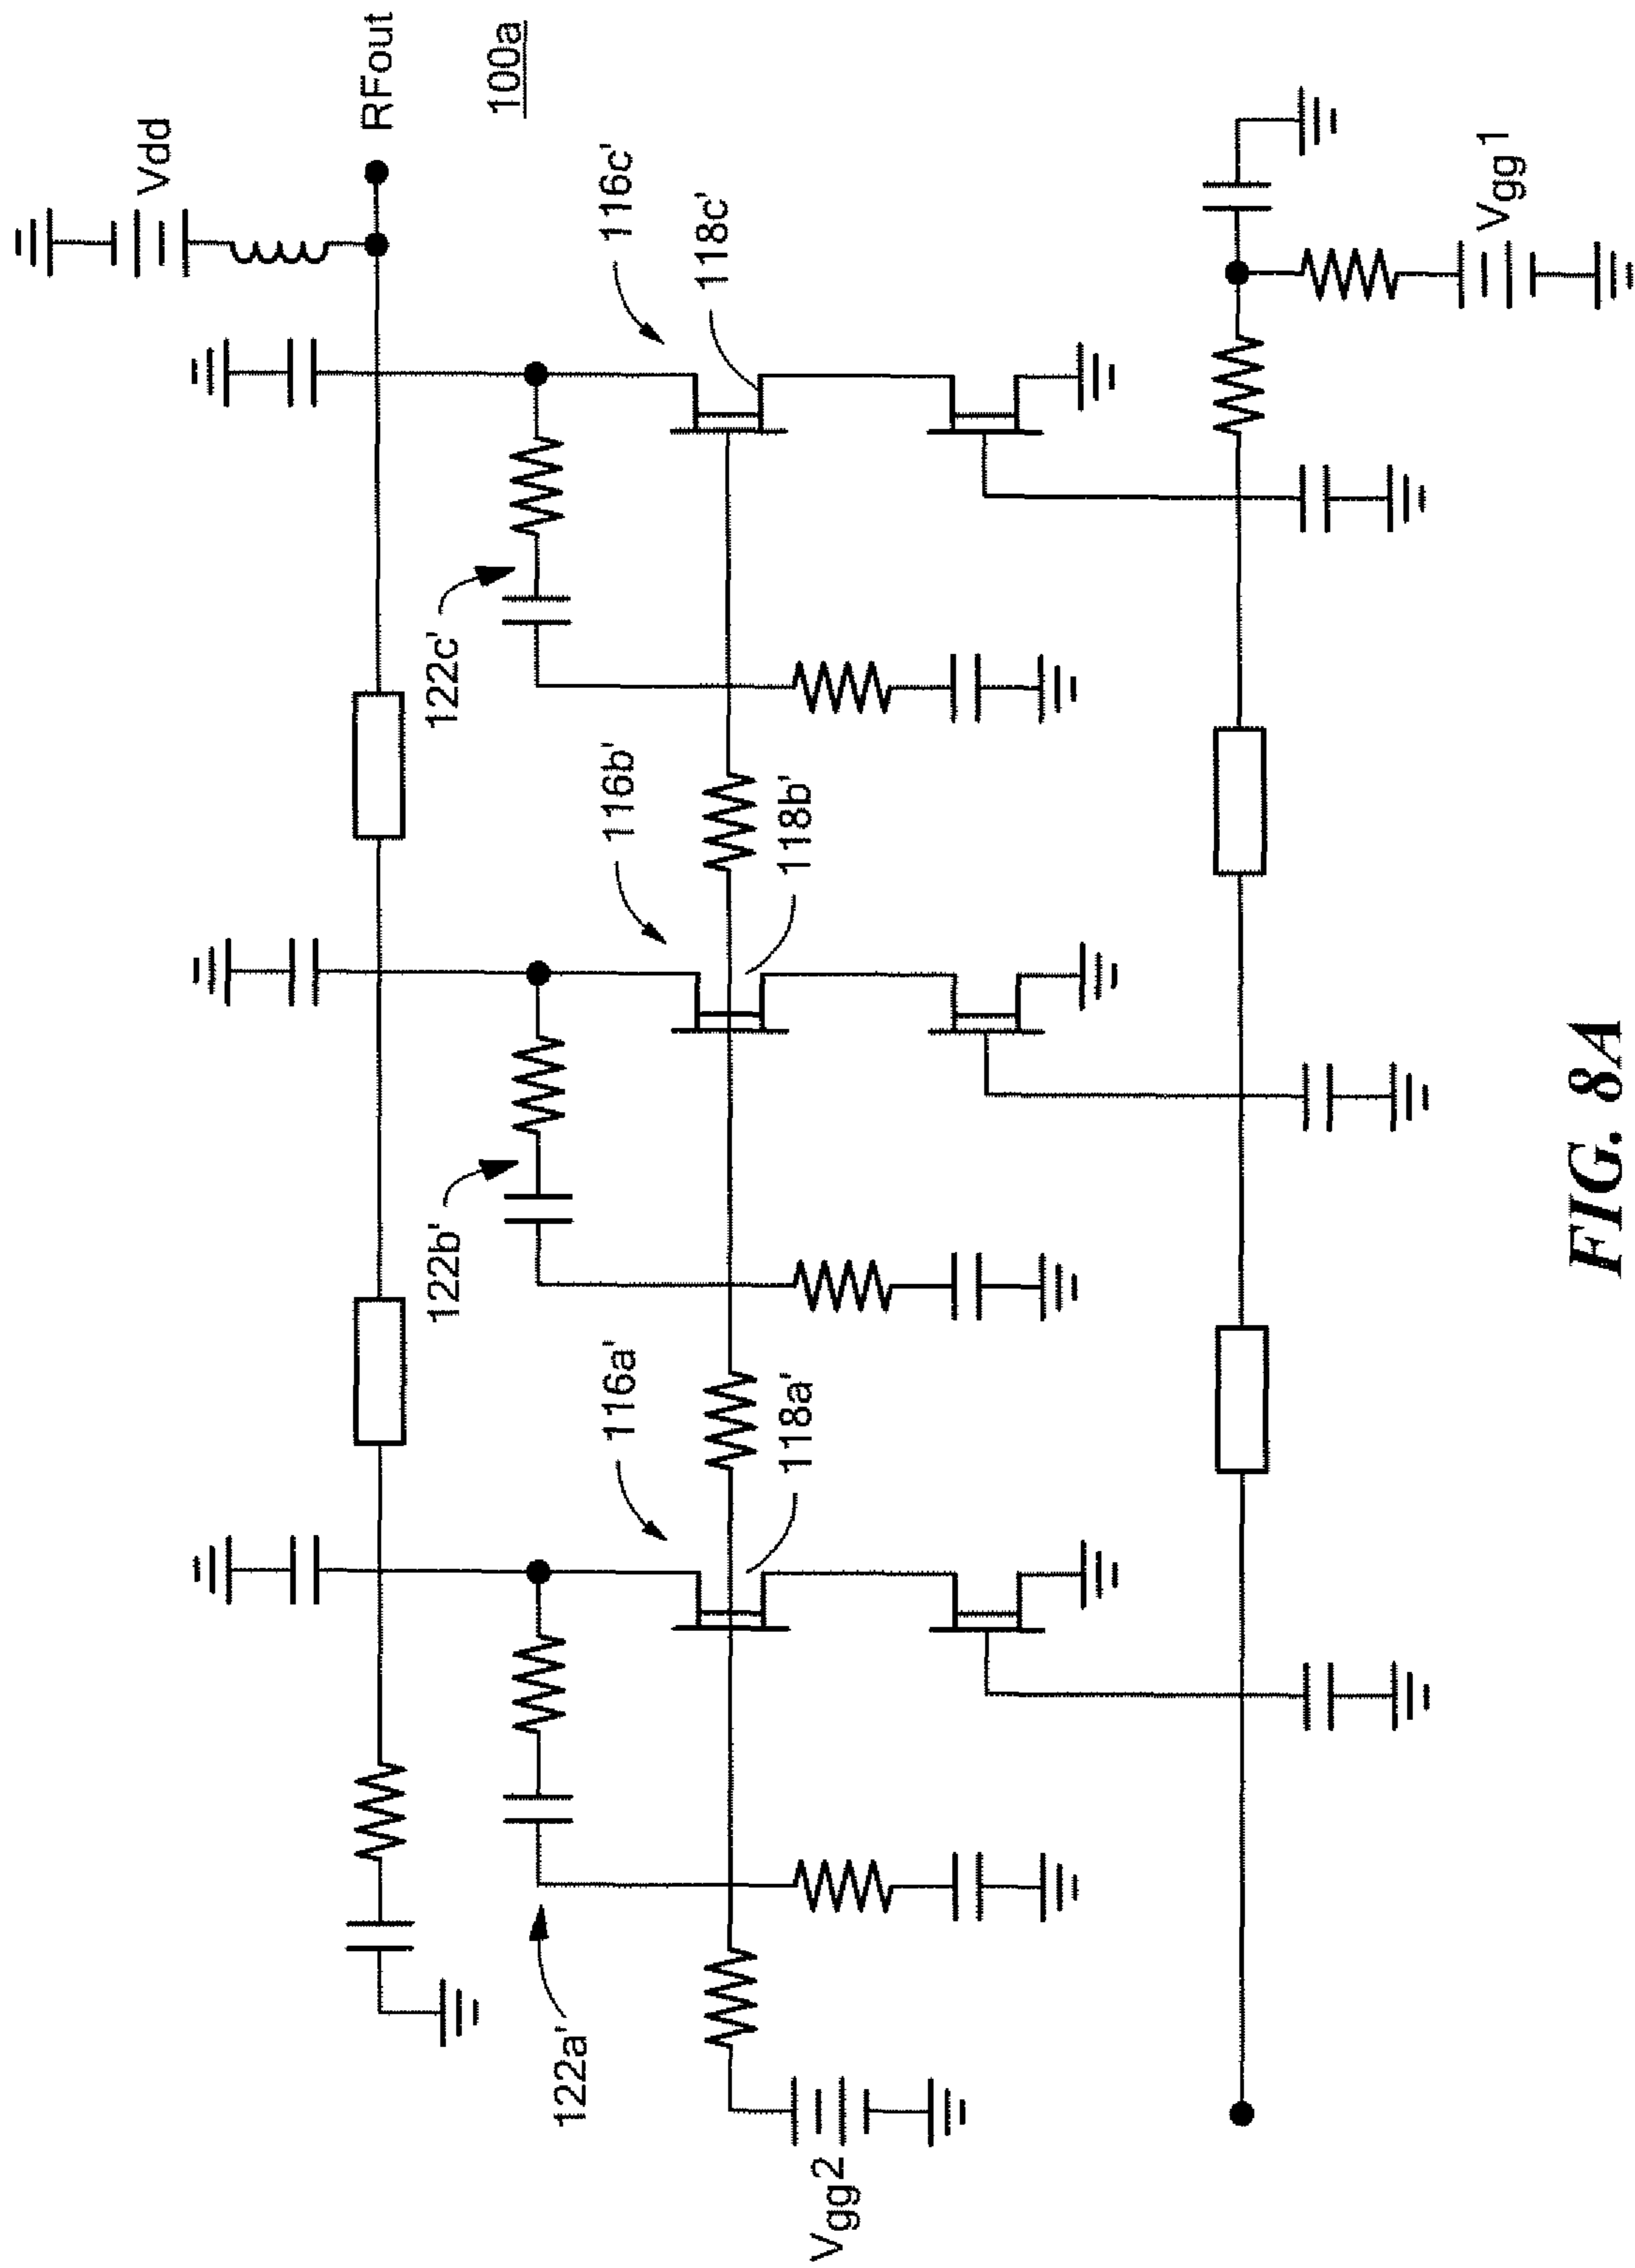 Vdd
RFout
100a
116c'
118c'
122c'
116b'
118b'
122b'
116a'
118a'
122a'
Vgg2
Vgg1
FIG. 8A